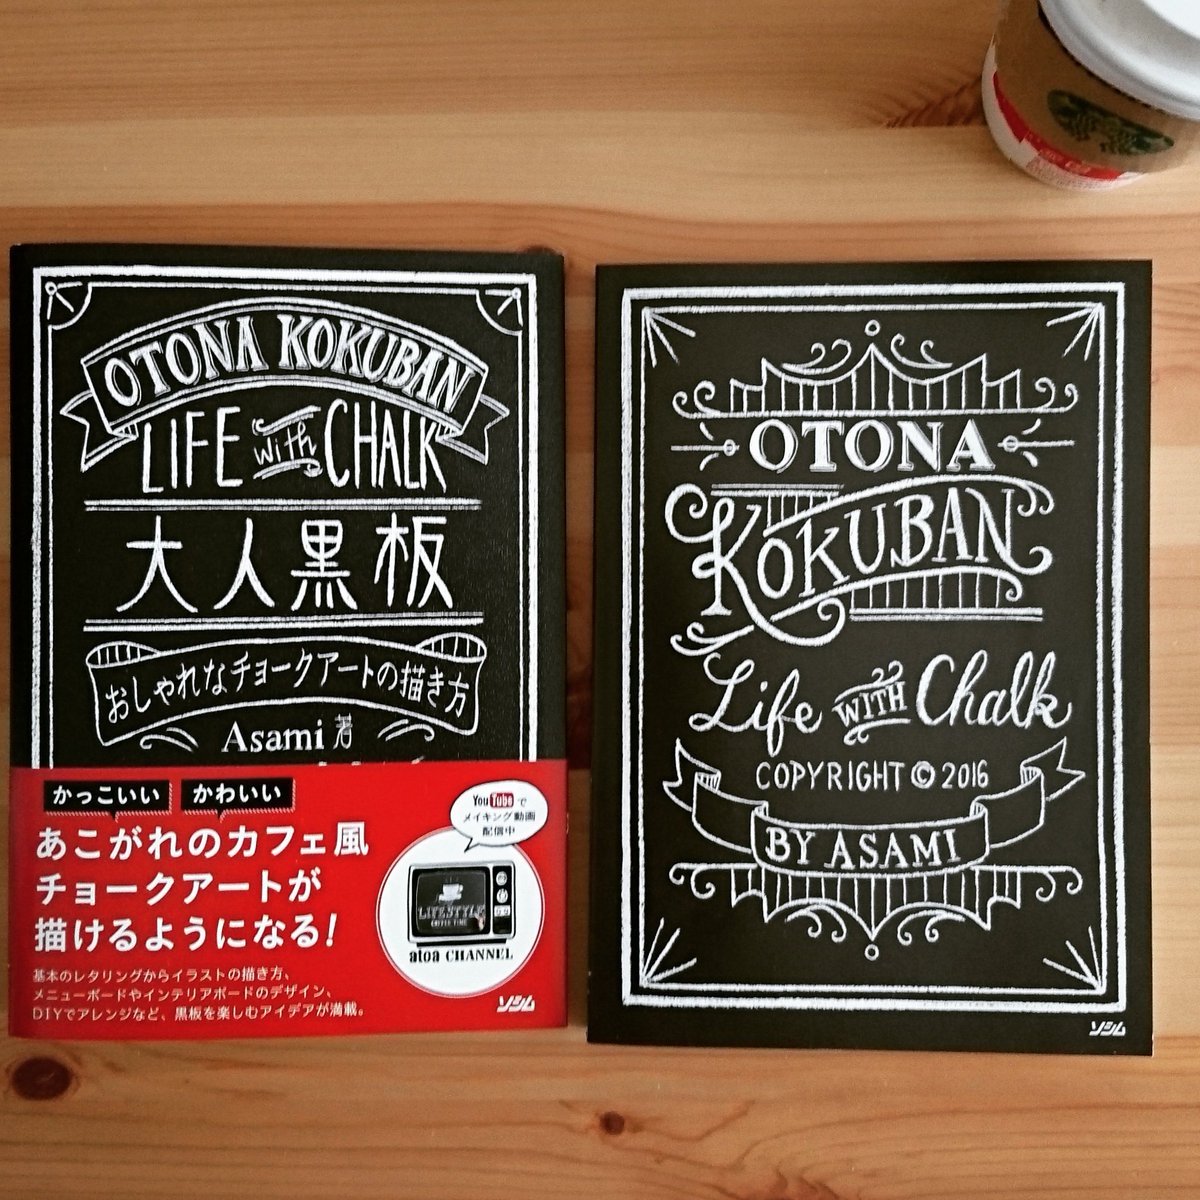 OTONA KOKUBAN
LIFE with CHALK
大人黒板
おしゃれなチョークアートの描き方
Asami 著
かっこいい かわいい
あこがれのカフェ風
チョークアートが
描けるようになる!
基本のレタリングからイラストの描き方、
メニューボードやインテリアボードのデザイン、
DIYでアレンジなど、黒板を楽しむアイデアが満載。
YouTubeで
メイキング動画
配信中
LIFESTYLE
COFFEE TIME
atoa CHANNEL
ソシム
OTONA
KOKUBAN
Life WITH Chalk
COPYRIGHT © 2016
BY ASAMI
ソシム